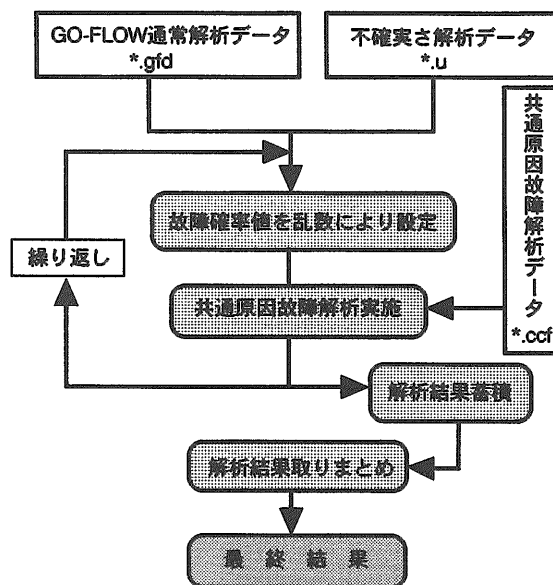 GO-FLOW通常解析データ
*.gfd
不確実さ解析データ
*.u
共通原因故障解析データ
*.ccf
故障確率値を乱数により設定
繰り返し
共通原因故障解析実施
解析結果蓄積
解析結果取りまとめ
最 終 結 果